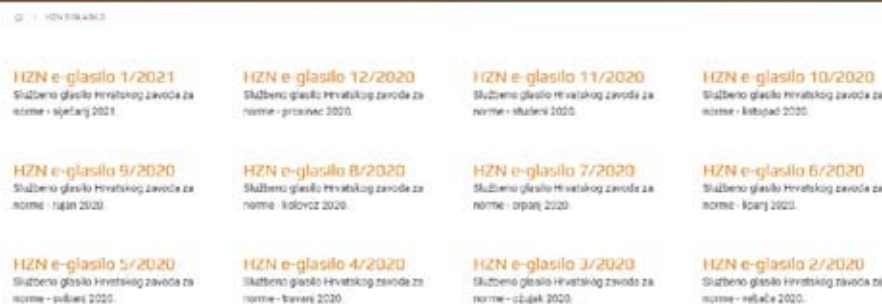 HZN E-GLASILO
HZN e-glasilo 1/2021
Službeno glasilo Hrvatskog zavoda za
norme - siječanj 2021.
HZN e-glasilo 12/2020
Službeno glasilo Hrvatskog zavoda za
norme - prosinac 2020.
HZN e-glasilo 11/2020
Službeno glasilo Hrvatskog zavoda za
norme - studeni 2020.
HZN e-glasilo 10/2020
Službeno glasilo Hrvatskog zavoda za
norme - listopad 2020.
HZN e-glasilo 9/2020
Službeno glasilo Hrvatskog zavoda za
norme - rujan 2020.
HZN e-glasilo 8/2020
Službeno glasilo Hrvatskog zavoda za
norme - kolovoz 2020.
HZN e-glasilo 7/2020
Službeno glasilo Hrvatskog zavoda za
norme - srpanj 2020.
HZN e-glasilo 6/2020
Službeno glasilo Hrvatskog zavoda za
norme - lipanj 2020.
HZN e-glasilo 5/2020
Službeno glasilo Hrvatskog zavoda za
norme - svibanj 2020.
HZN e-glasilo 4/2020
Službeno glasilo Hrvatskog zavoda za
norme - travanj 2020.
HZN e-glasilo 3/2020
Službeno glasilo Hrvatskog zavoda za
norme - ožujak 2020.
HZN e-glasilo 2/2020
Službeno glasilo Hrvatskog zavoda za
norme - veljača 2020.